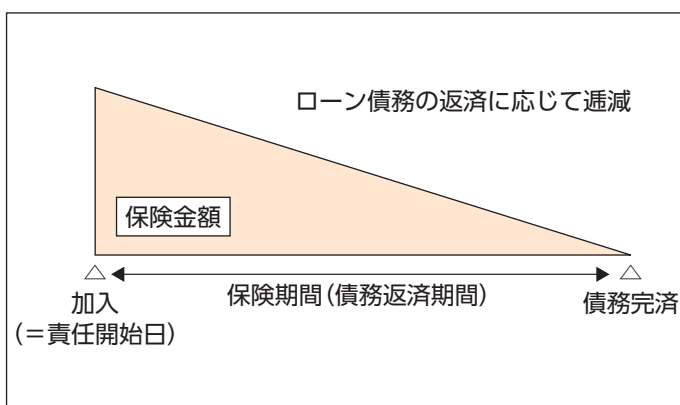 ローン債務の返済に応じて逓減
保険金額
保険期間(債務返済期間)
加入
(＝責任開始日)
債務完済